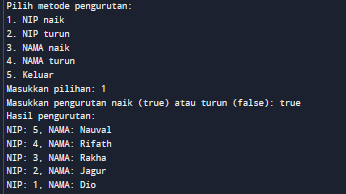 Pilih metode pengurutan:
1. NIP naik
2. NIP turun
3. NAMA naik
4. NAMA turun
5. Keluar
Masukkan pilihan: 1
Masukkan pengurutan naik (true) atau turun (false): true
Hasil pengurutan:
NIP: 5, NAMA: Nauval
NIP: 4, NAMA: Rifath
NIP: 3, NAMA: Rakha
NIP: 2, NAMA: Jagur
NIP: 1, NAMA: Dio